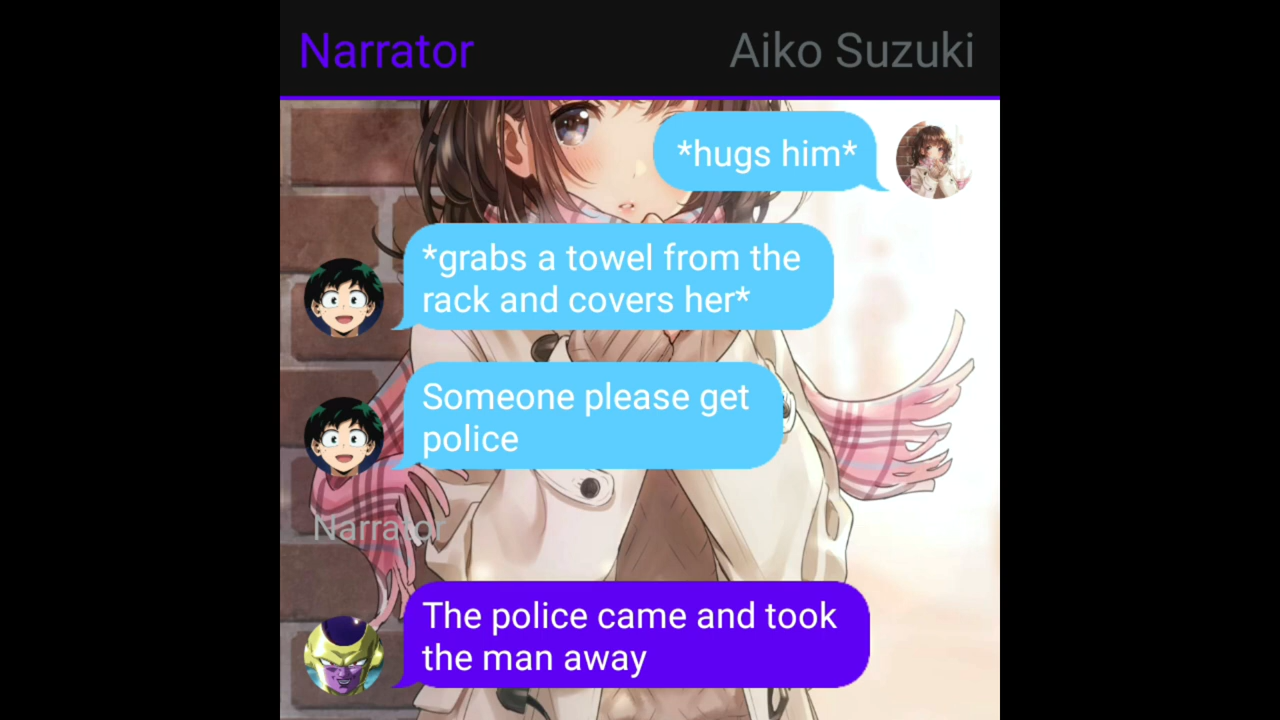 Narrator
Aiko Suzuki
*hugs him*
*grabs a towel from the
rack and covers her*
Someone please get
police
Narrator
The police came and took
the man away